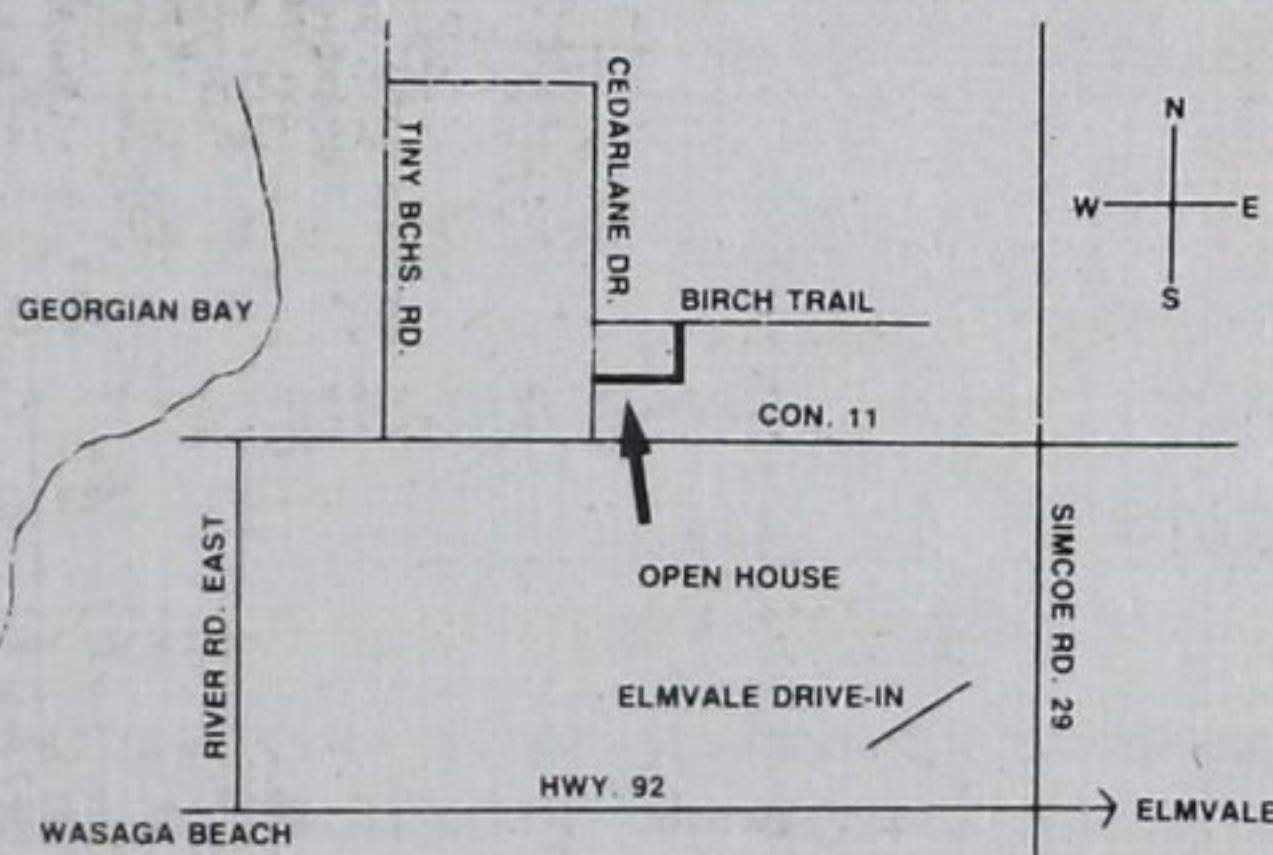 CEDARLANE DR.
TINY BCHS. RD.
N
W
E
S
GEORGIAN BAY
BIRCH TRAIL
CON. 11
RIVER RD. EAST
OPEN HOUSE
SIMCOE RD. 29
ELMVALE DRIVE-IN
HWY. 92
WASAGA BEACH
ELMVALE